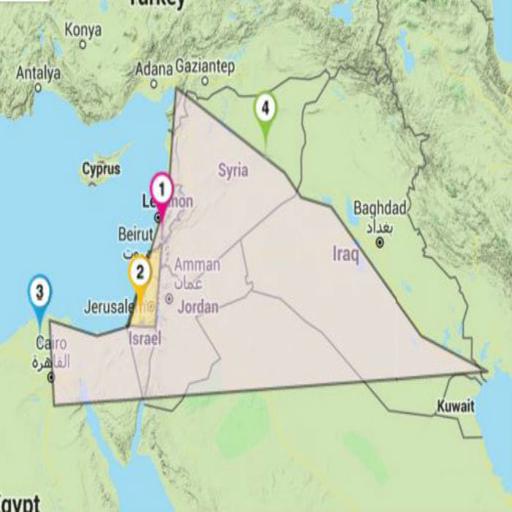 Turkey
Konya
Antalya
Adana
Gaziantep
4
Cyprus
Syria
1
Lebanon
Beirut
بيروت
Baghdad
بغداد
Iraq
Amman
عمان
2
3
Jerusalem
Jordan
Israel
Cairo
القاهرة
Kuwait
Egypt